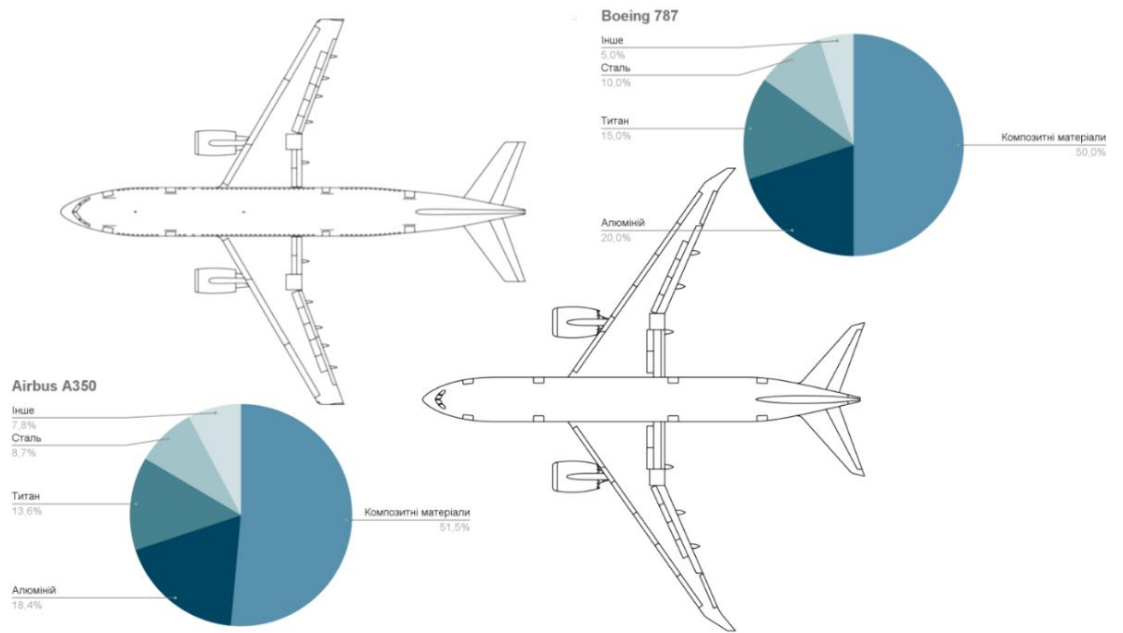 Boeing 787
Інше
5,0%
Сталь
10,0%
Титан
15,0%
Композитні матеріали
50,0%
Алюміній
20,0%
Airbus A350
Інше
7,8%
Сталь
8,7%
Титан
13,6%
Композитні матеріали
51,5%
Алюміній
18,4%